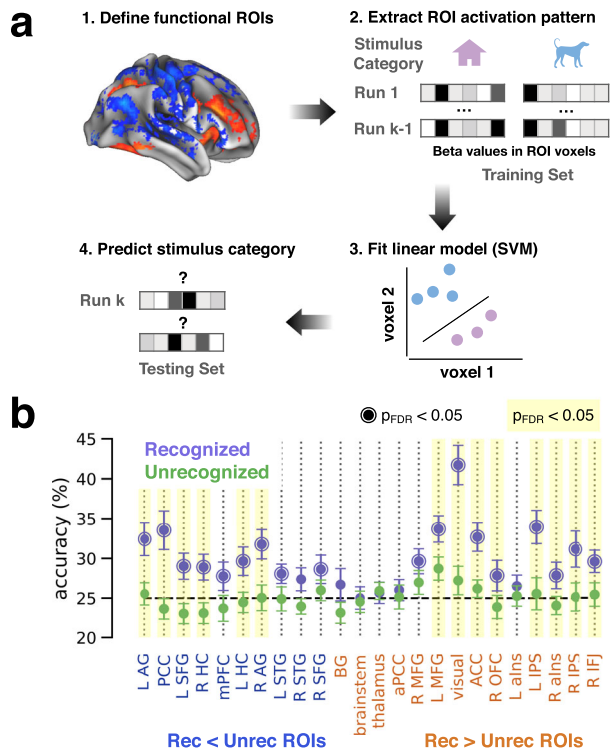 a
1. Define functional ROIs
2. Extract ROI activation pattern
Stimulus
Category
Run 1
...
...
Run k-1
Beta values in ROI voxels
Training Set
4. Predict stimulus category
?
Run k
?
Testing Set
3. Fit linear model (SVM)
voxel 2
voxel 1
b
pFDR < 0.05
pFDR < 0.05
Recognized
Unrecognized
accuracy (%)
45
40
35
30
25
20
L AG
PCC
L SFG
R HC
mPFC
L HC
R AG
L STG
R STG
R SFG
BG
brainstem
thalamus
aPCC
R MFG
L MFG
visual
ACC
R OFC
L aIns
L IPS
R aIns
R IPS
R IFJ
Rec < Unrec ROIs
Rec > Unrec ROIs